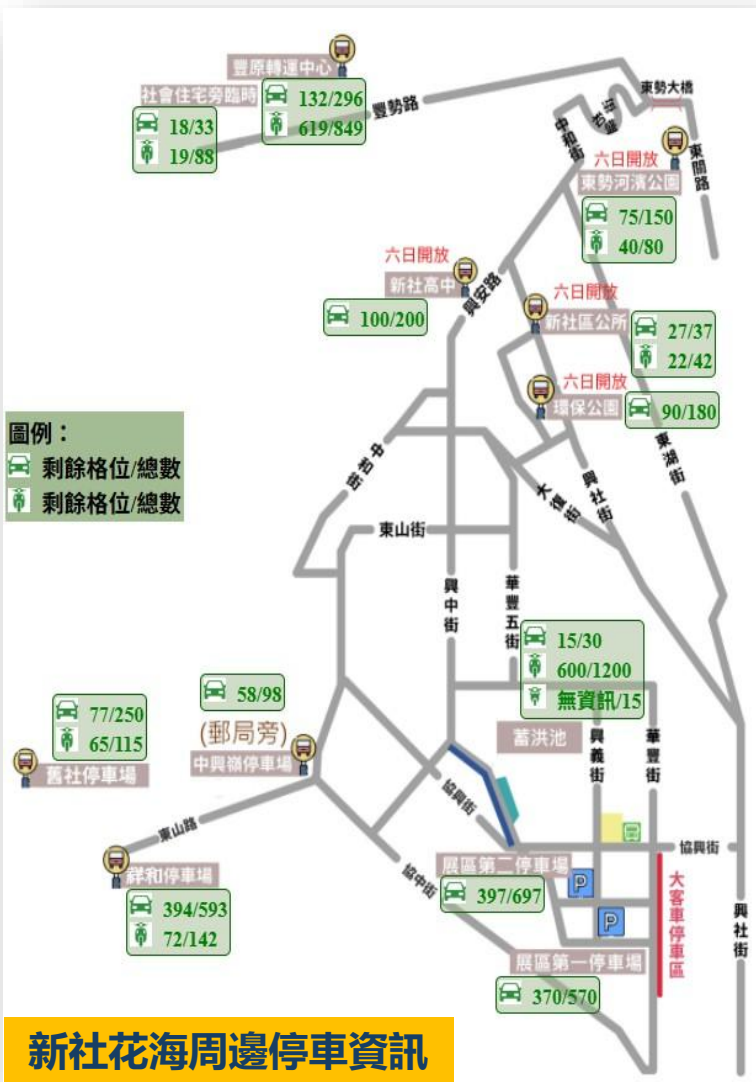 豐原轉運中心
132/296
619/849
社會住宅旁臨時
18/33
19/88
豐勢路
東勢大橋
中和街
東關路
六日開放
東勢河濱公園
75/150
40/80
六日開放
新社高中
100/200
興安路
六日開放
新社區公所
27/37
22/42
六日開放
環保公園
90/180
圖例：
剩餘格位/總數
剩餘格位/總數
東湖街
興社街
大復街
東山街
興中街
華豐五街
15/30
600/1200
無資訊/15
蓄洪池
興義街
華豐街
58/98
(郵局旁)
中興嶺停車場
77/250
65/115
舊社停車場
東山路
祥和停車場
394/593
72/142
協興街
協中街
協興街
展區第二停車場
397/697
P
P
大客車停車區
興社街
展區第一停車場
370/570
新社花海周邊停車資訊